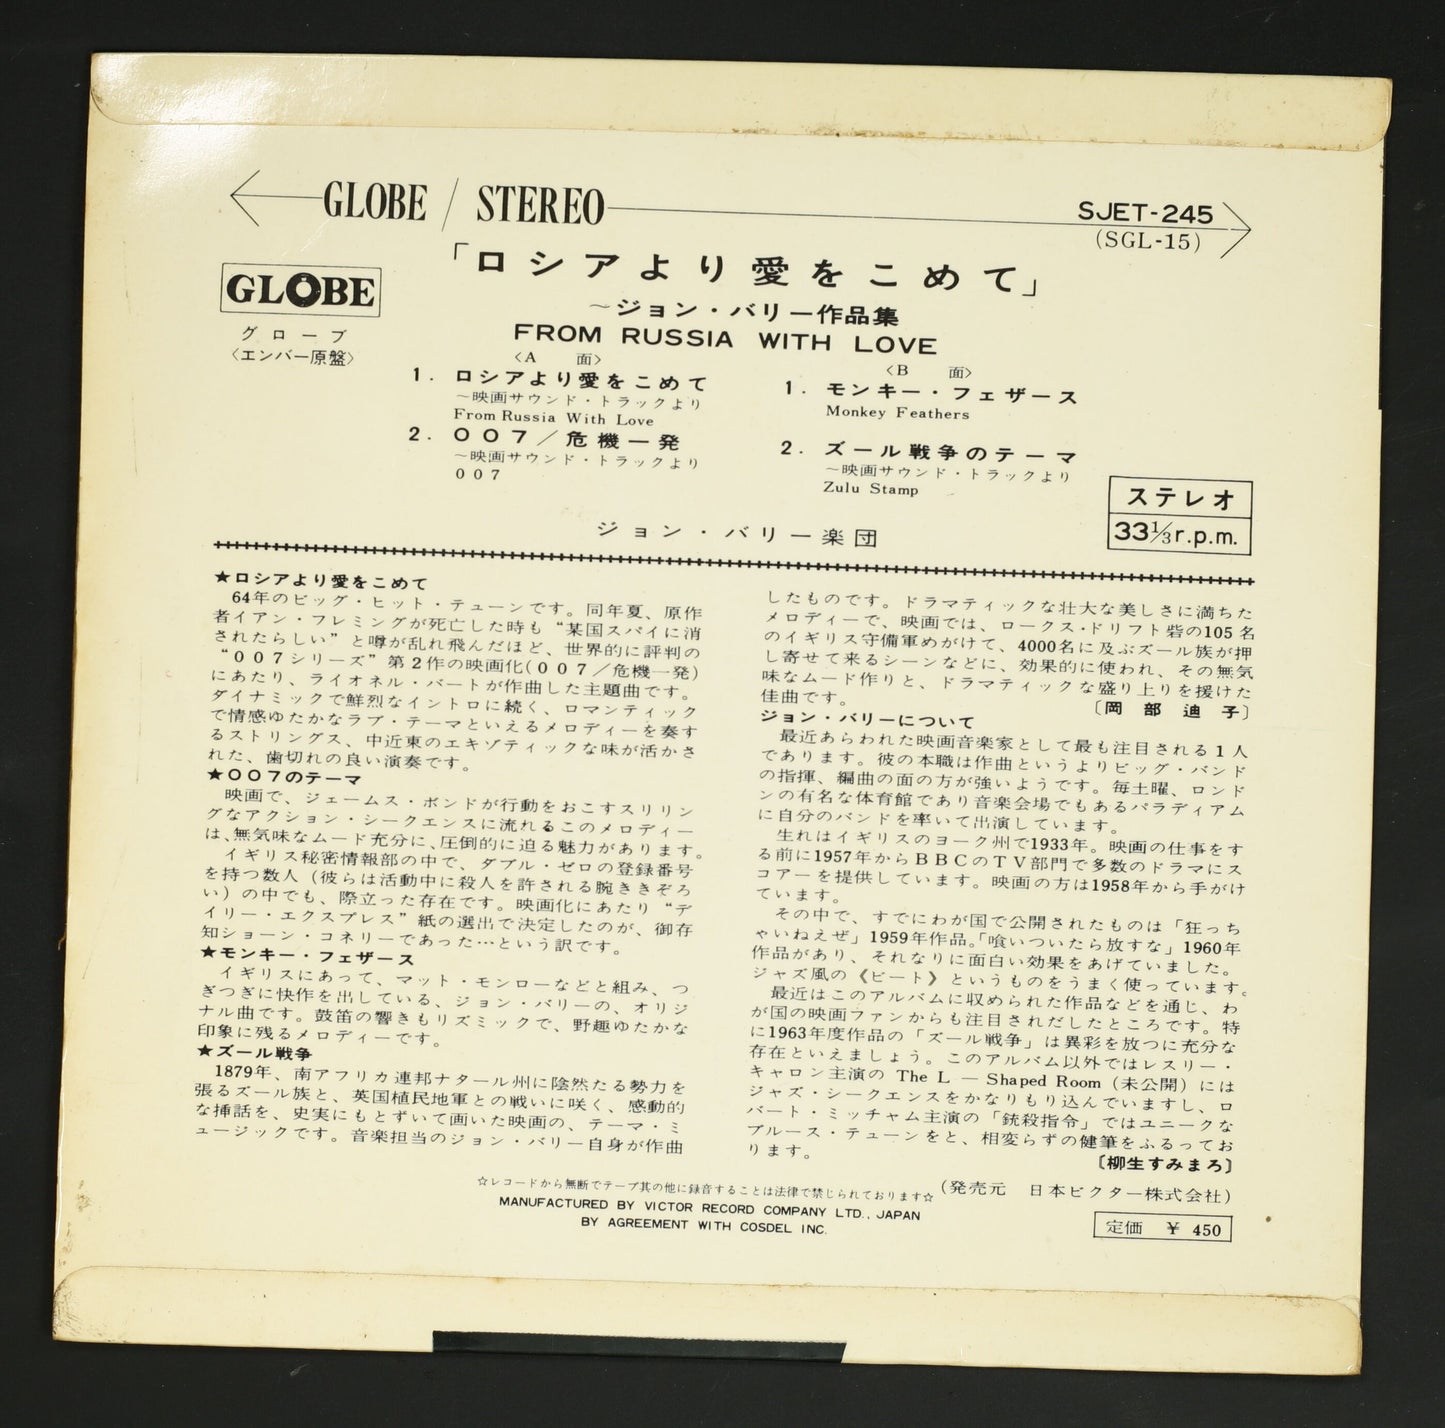 GLOBE / STEREO
SJET-245
(SGL-15)
GLOBE
グローブ
〈エンバー原盤〉
「ロシアより愛をこめて」
～ジョン・バリー作品集
FROM RUSSIA WITH LOVE
〈A 面〉
1. ロシアより愛をこめて
～映画サウンド・トラックより
From Russia With Love
2. 007／危機一発
～映画サウンド・トラックより
007
〈B 面〉
1. モンキー・フェザース
Monkey Feathers
2. ズール戦争のテーマ
～映画サウンド・トラックより
Zulu Stamp
ステレオ
33⅓r.p.m.
ジョン・バリー楽団
★ロシアより愛をこめて
64年のビッグ・ヒット・テューンです。同年夏、原作
者イアン・フレミングが死亡した時も“某国スパイに消
されたらしい”と噂が乱れ飛んだほど、世界的に評判の
“007シリーズ”第2作の映画化(007／危機一発)
にあたり、ライオネル・バートが作曲した主題曲です。
ダイナミックで鮮烈なイントロに続く、ロマンティック
で情感ゆたかなラブ・テーマといえるメロディーを奏す
るストリングス、中近東のエキゾティックな味が活かさ
れた、歯切れの良い演奏です。
★007のテーマ
映画で、ジェームス・ボンドが行動をおこすスリリン
グなアクション・シークエンスに流れるこのメロディー
は、無気味なムード充分に、圧倒的に迫る魅力があります。
イギリス秘密情報部の中で、ダブル・ゼロの登録番号
を持つ数人（彼らは活動中に殺人を許される腕ききぞろ
い）の中でも、際立った存在です。映画化にあたり“デ
イリー・エクスプレス”紙の選出で決定したのが、御存
知ショーン・コネリーであった…という訳です。
★モンキー・フェザース
イギリスにあって、マット・モンローなどと組み、つ
ぎつぎに快作を出している、ジョン・バリーの、オリジ
ナル曲です。鼓笛の響きもリズミックで、野趣ゆたかな
印象に残るメロディーです。
★ズール戦争
1879年、南アフリカ連邦ナタール州に陰然たる勢力を
張るズール族と、英国植民地軍との戦いに咲く、感動的
な挿話を、史実にもとずいて画いた映画の、テーマ・ミ
ュージックです。音楽担当のジョン・バリー自身が作曲
したものです。ドラマティックな壮大な美しさに満ちた
メロディーで、映画では、ロークス・ドリフト砦の105名
のイギリス守備軍めがけて、4000名に及ぶズール族が押
し寄せて来るシーンなどに、効果的に使われ、その無気
味なムード作りと、ドラマティックな盛り上りを援けた
佳曲です。
〔岡部迪子〕
ジョン・バリーについて
最近あらわれた映画音楽家として最も注目される1人
であります。彼の本職は作曲というよりビッグ・バンド
の指揮、編曲の面の方が強いようです。毎土曜、ロンド
ンの有名な体育館であり音楽会場でもあるパラディアム
に自分のバンドを率いて出演しています。
生れはイギリスのヨーク州で1933年。映画の仕事をす
る前に1957年からBBCのTV部門で多数のドラマにス
コアーを提供しています。映画の方は1958年から手がけ
ています。
その中で、すでにわが国で公開されたものは「狂っち
ゃいねえぜ」1959年作品。「喰いついたら放すな」1960年
作品があり、それなりに面白い効果をあげていました。
ジャズ風の《ビート》というものをうまく使っています。
最近はこのアルバムに収められた作品などを通じ、わ
が国の映画ファンからも注目されだしたところです。特
に1963年度作品の「ズール戦争」は異彩を放つに充分な
存在といえましょう。このアルバム以外ではレスリー・
キャロン主演の The L — Shaped Room（未公開）には
ジャズ・シークエンスをかなりもり込んでいますし、ロ
バート・ミッチャム主演の「銃殺指令」ではユニークな
ブルース・テューンをと、相変らずの健筆をふるってお
ります。
〔柳生すみまろ〕
☆レコードから無断でテープ其の他に録音することは法律で禁じられております☆
(発売元 日本ビクター株式会社)
MANUFACTURED BY VICTOR RECORD COMPANY LTD., JAPAN
BY AGREEMENT WITH COSDEL INC.
定価 ¥ 450